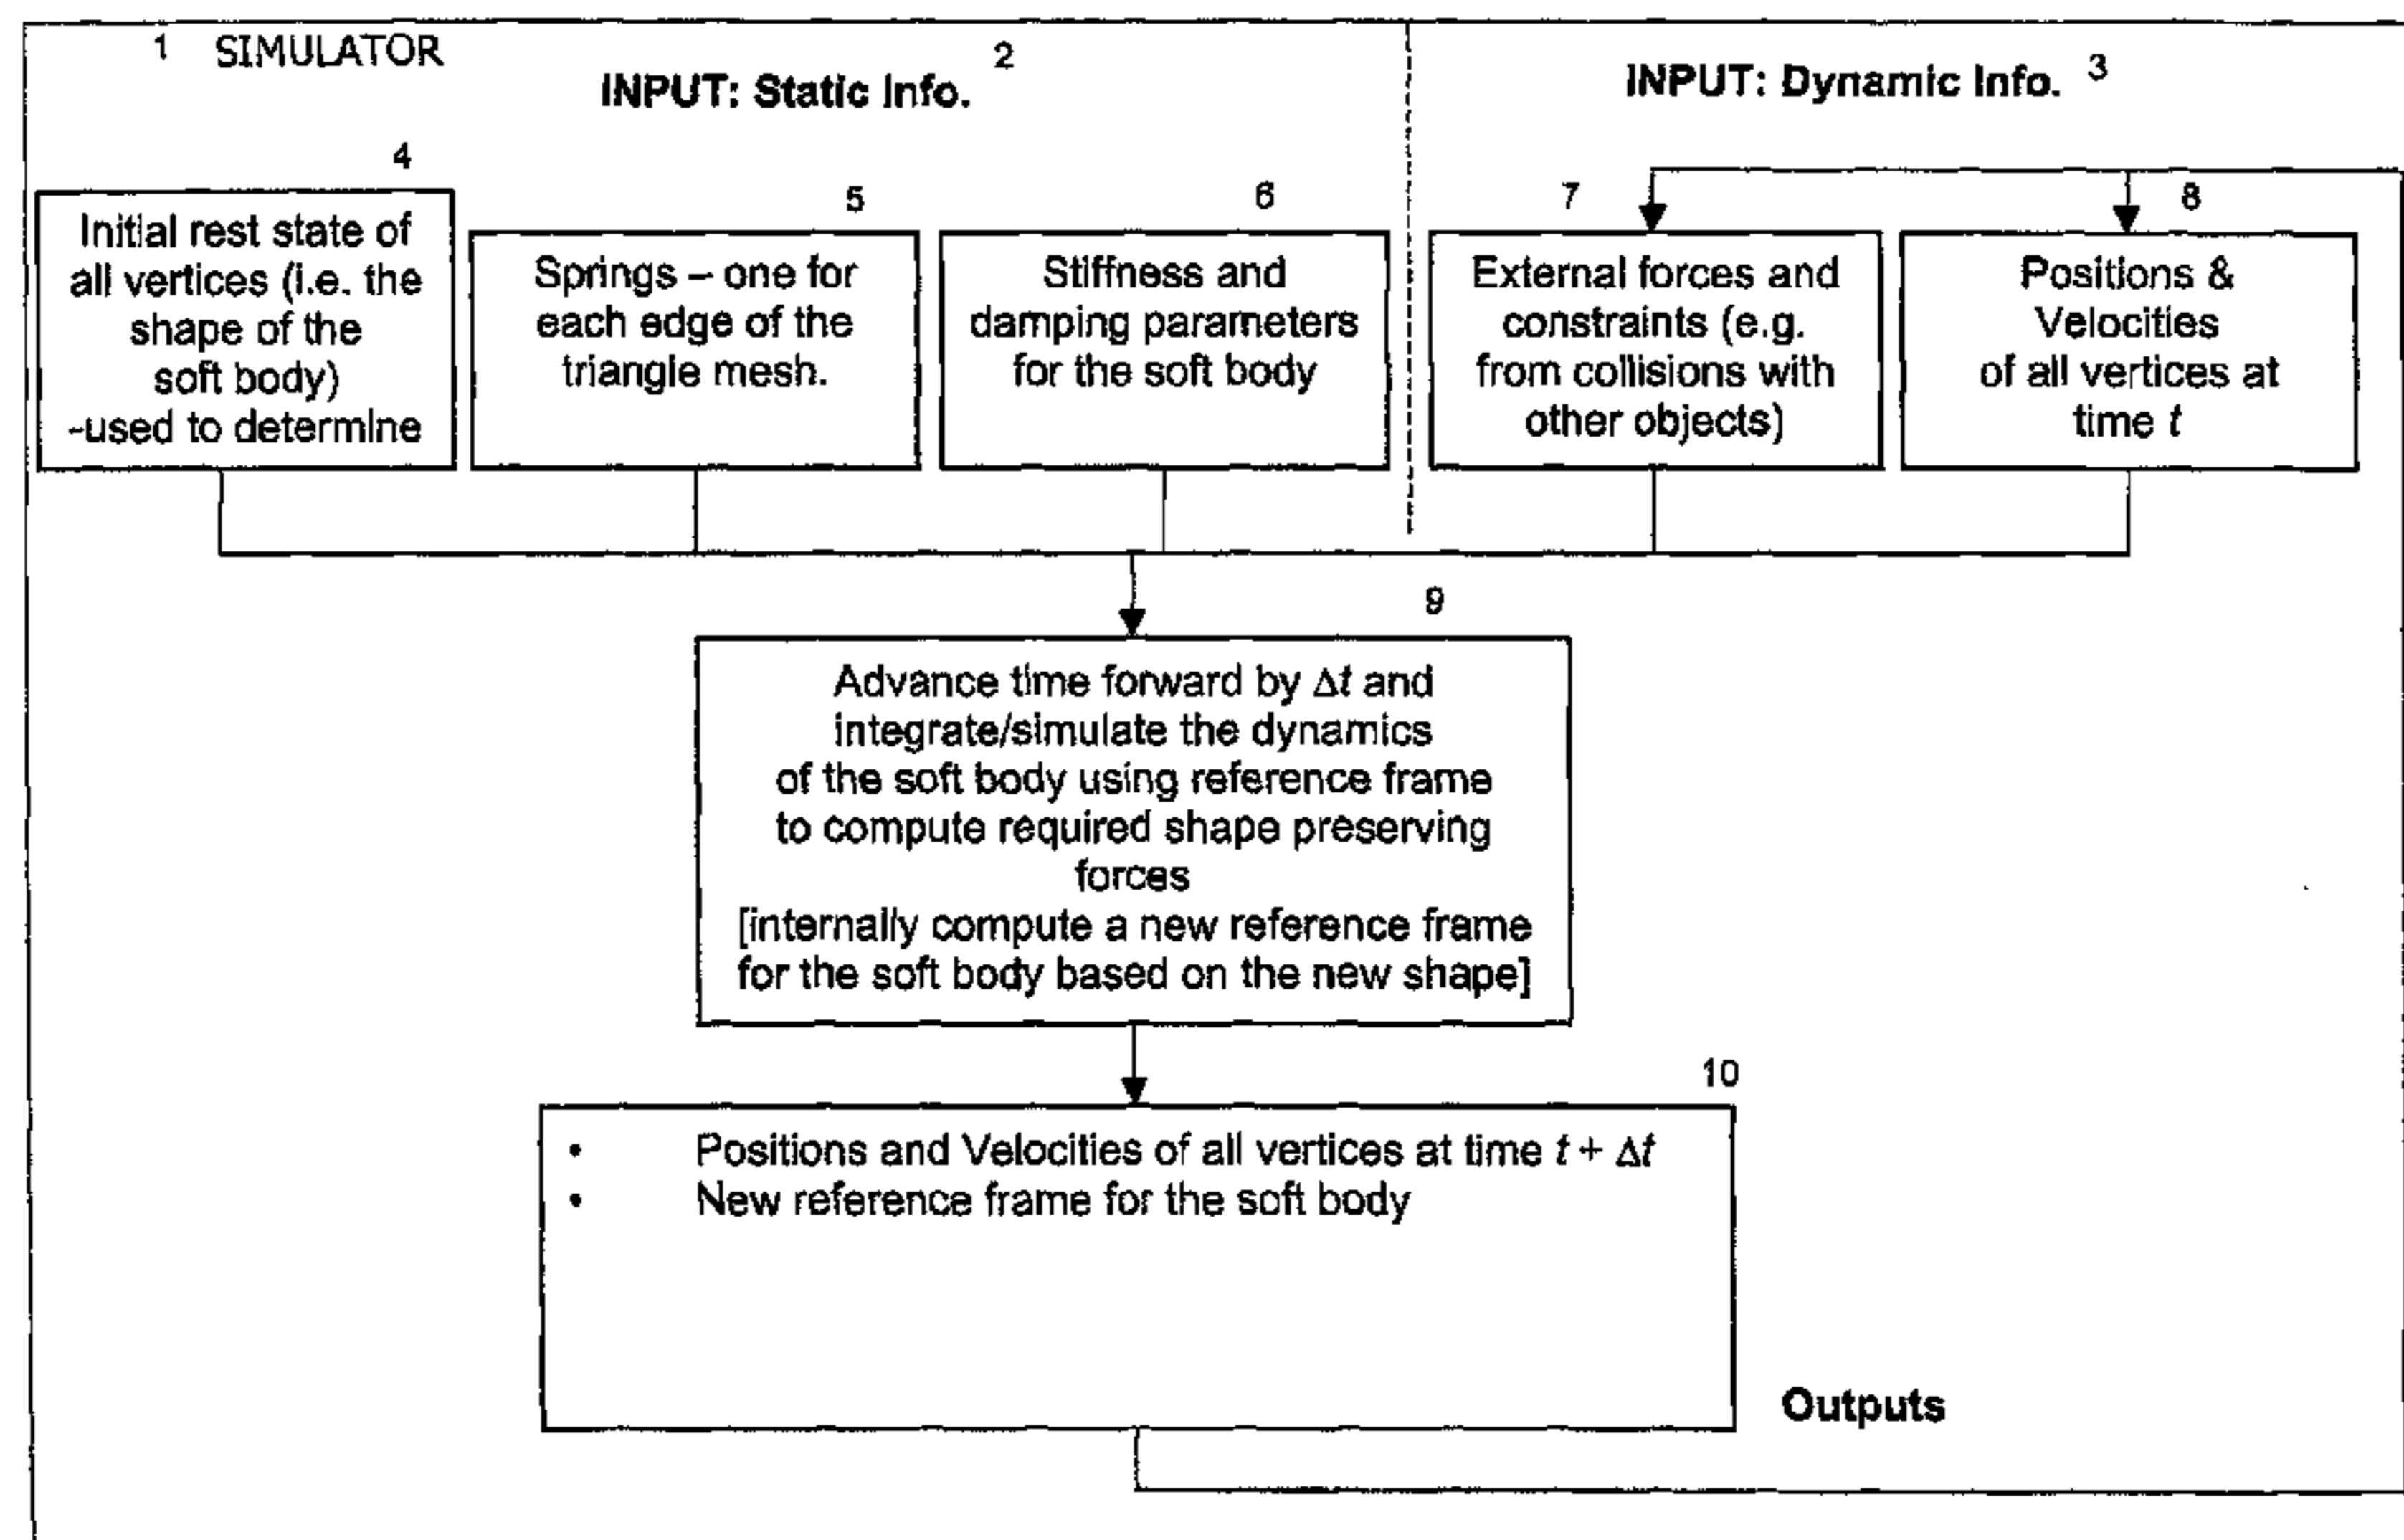 1 SIMULATOR
2
INPUT: Static Info.
INPUT: Dynamic Info. 3
4
Initial rest state of
all vertices (i.e. the
shape of the
soft body)
-used to determine
5
Springs – one for
each edge of the
triangle mesh.
6
Stiffness and
damping parameters
for the soft body
7
External forces and
constraints (e.g.
from collisions with
other objects)
8
Positions &
Velocities
of all vertices at
time t
9
Advance time forward by Δt and
integrate/simulate the dynamics
of the soft body using reference frame
to compute required shape preserving
forces
[internally compute a new reference frame
for the soft body based on the new shape]
10
• Positions and Velocities of all vertices at time t + Δt
• New reference frame for the soft body
Outputs